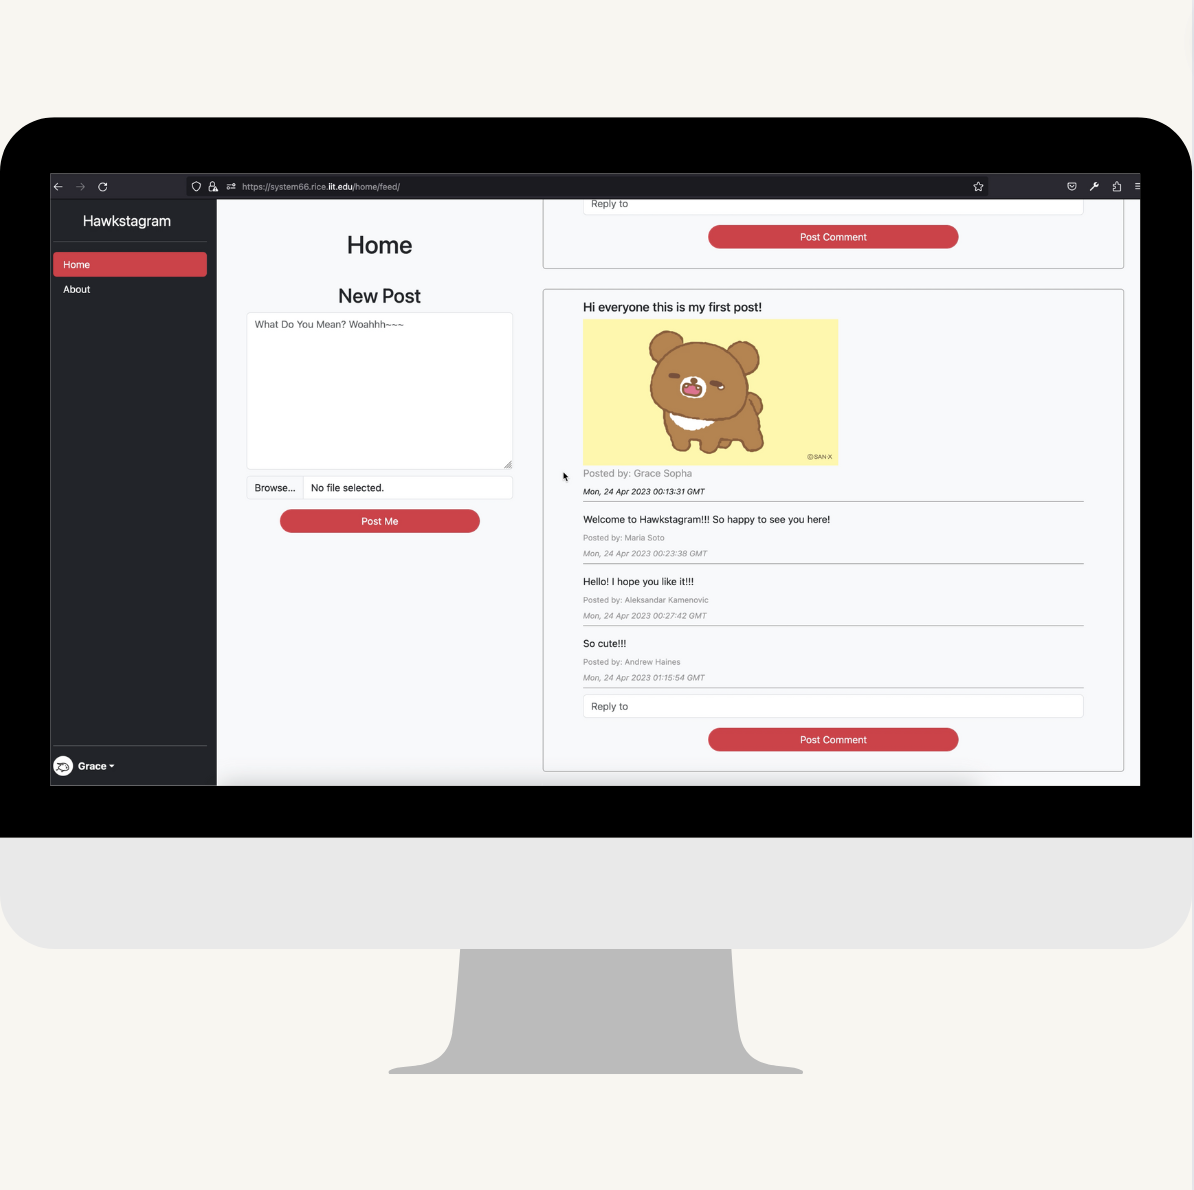 https://system66.rice.iit.edu/home/feed/
Hawkstagram
Home
About
Grace
Home
New Post
What Do You Mean? Woahhh~~~
Browse... No file selected.
Post Me
Reply to
Post Comment
Hi everyone this is my first post!
©SAN-X
Posted by: Grace Sopha
Mon, 24 Apr 2023 00:13:31 GMT
Welcome to Hawkstagram!!! So happy to see you here!
Posted by: Maria Soto
Mon, 24 Apr 2023 00:23:38 GMT
Hello! I hope you like it!!!
Posted by: Aleksandar Kamenovic
Mon, 24 Apr 2023 00:27:42 GMT
So cute!!!
Posted by: Andrew Haines
Mon, 24 Apr 2023 01:15:54 GMT
Reply to
Post Comment